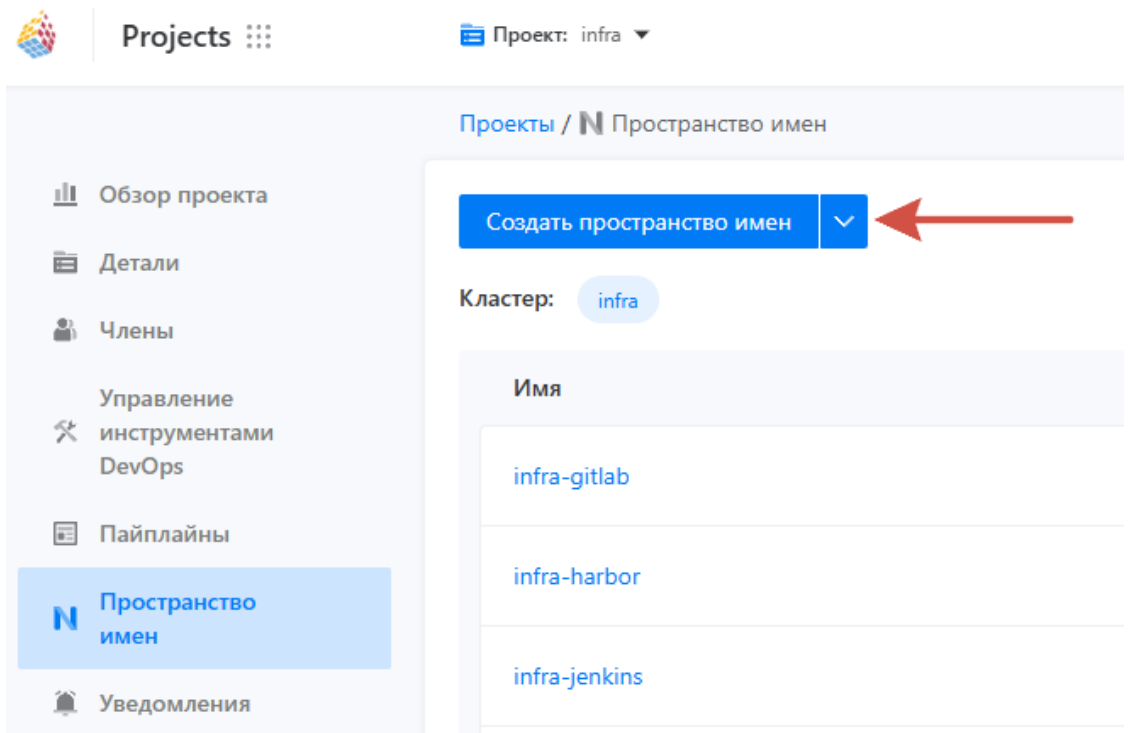 Projects
Проект: infra
Проекты / N Пространство имен
Обзор проекта
Детали
Члены
Управление
инструментами
DevOps
Пайплайны
N Пространство
имен
Уведомления
Создать пространство имен
Кластер: infra
Имя
infra-gitlab
infra-harbor
infra-jenkins